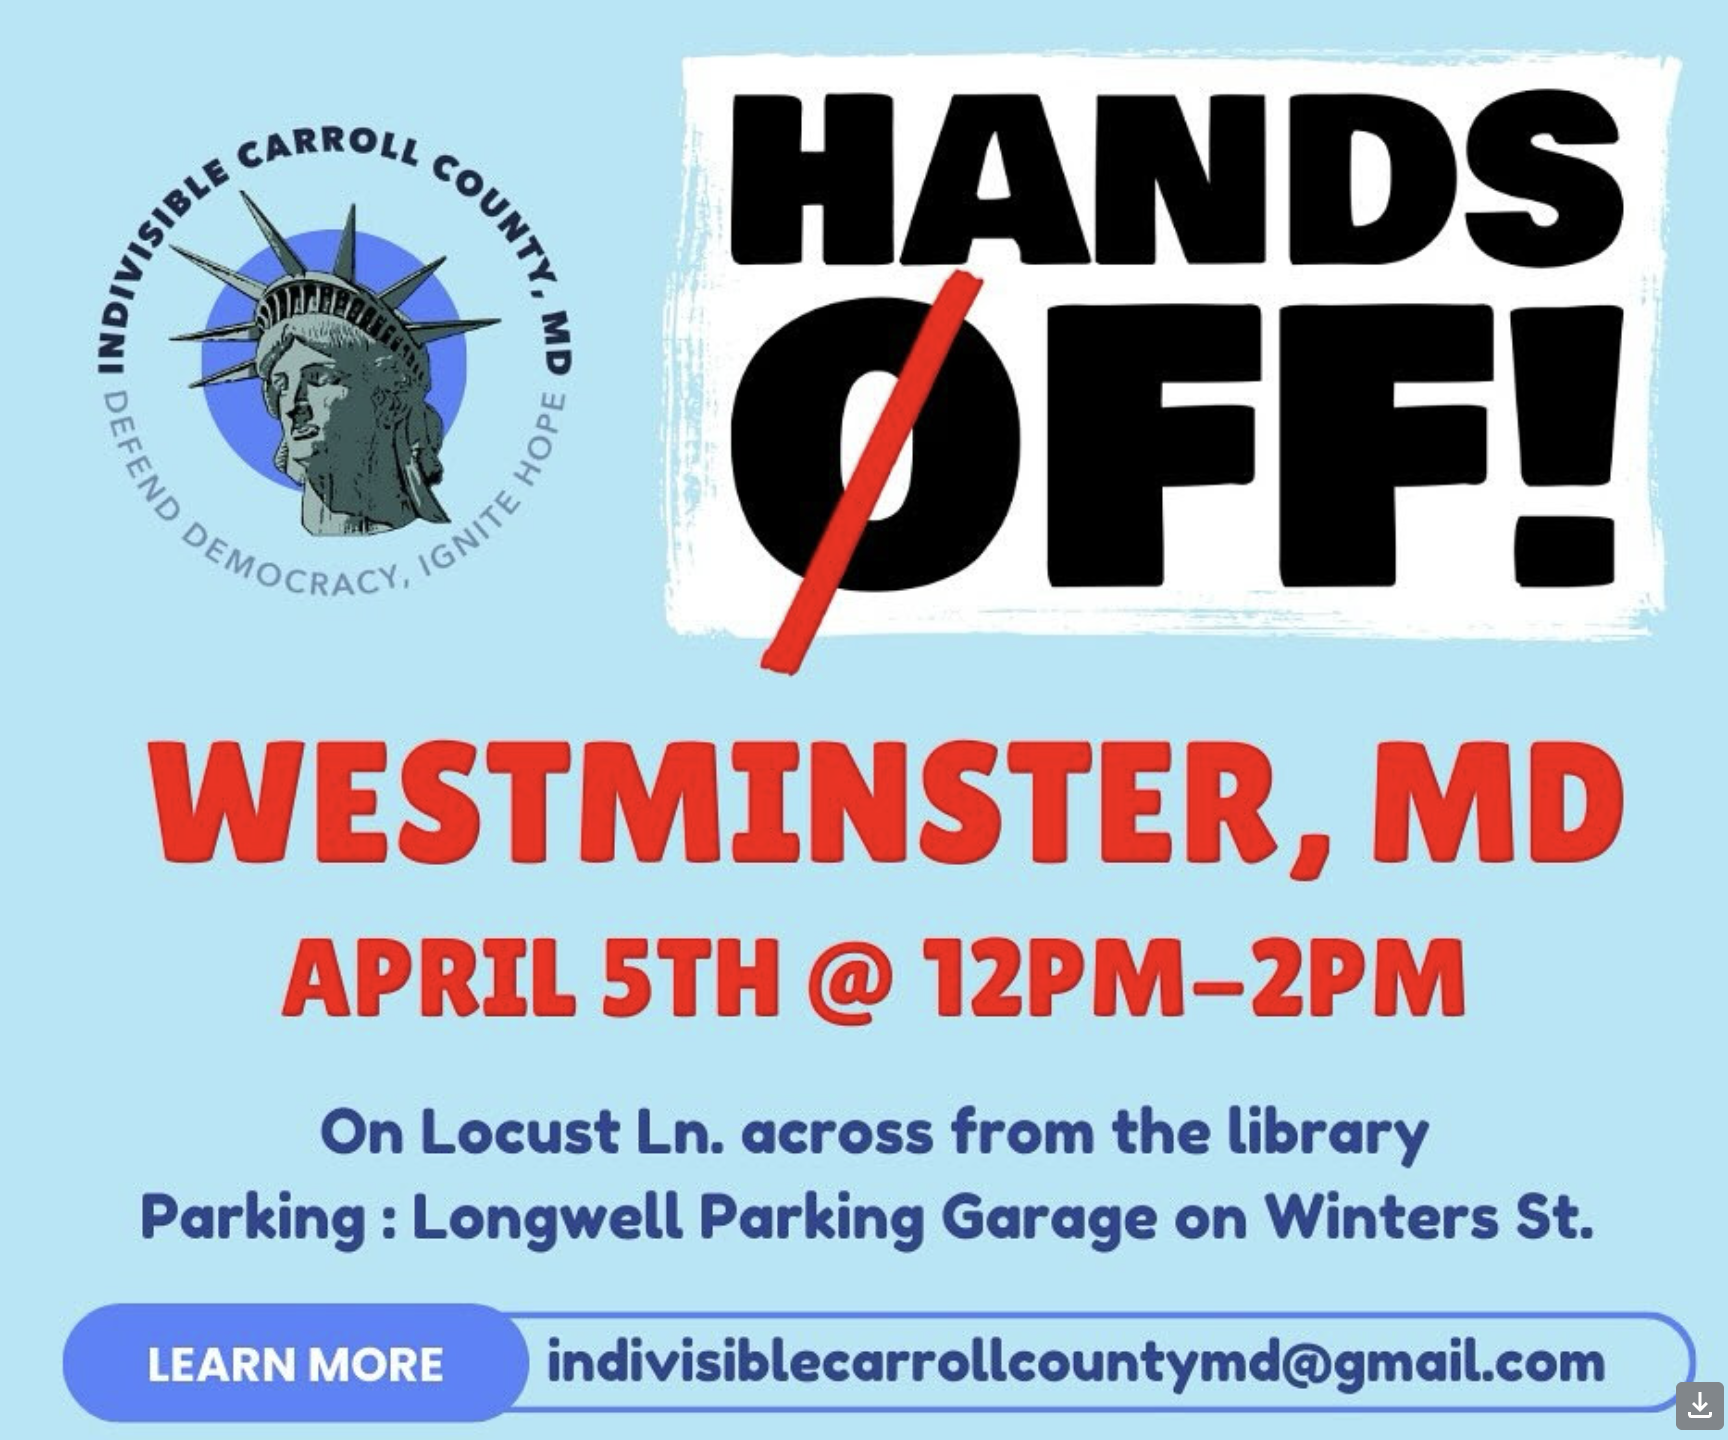 INDIVISIBLE CARROLL COUNTY, MD
DEFEND DEMOCRACY, IGNITE HOPE
HANDS
OFF!
WESTMINSTER, MD
APRIL 5TH @ 12PM–2PM
On Locust Ln. across from the library
Parking : Longwell Parking Garage on Winters St.
LEARN MORE
indivisiblecarrollcountymd@gmail.com